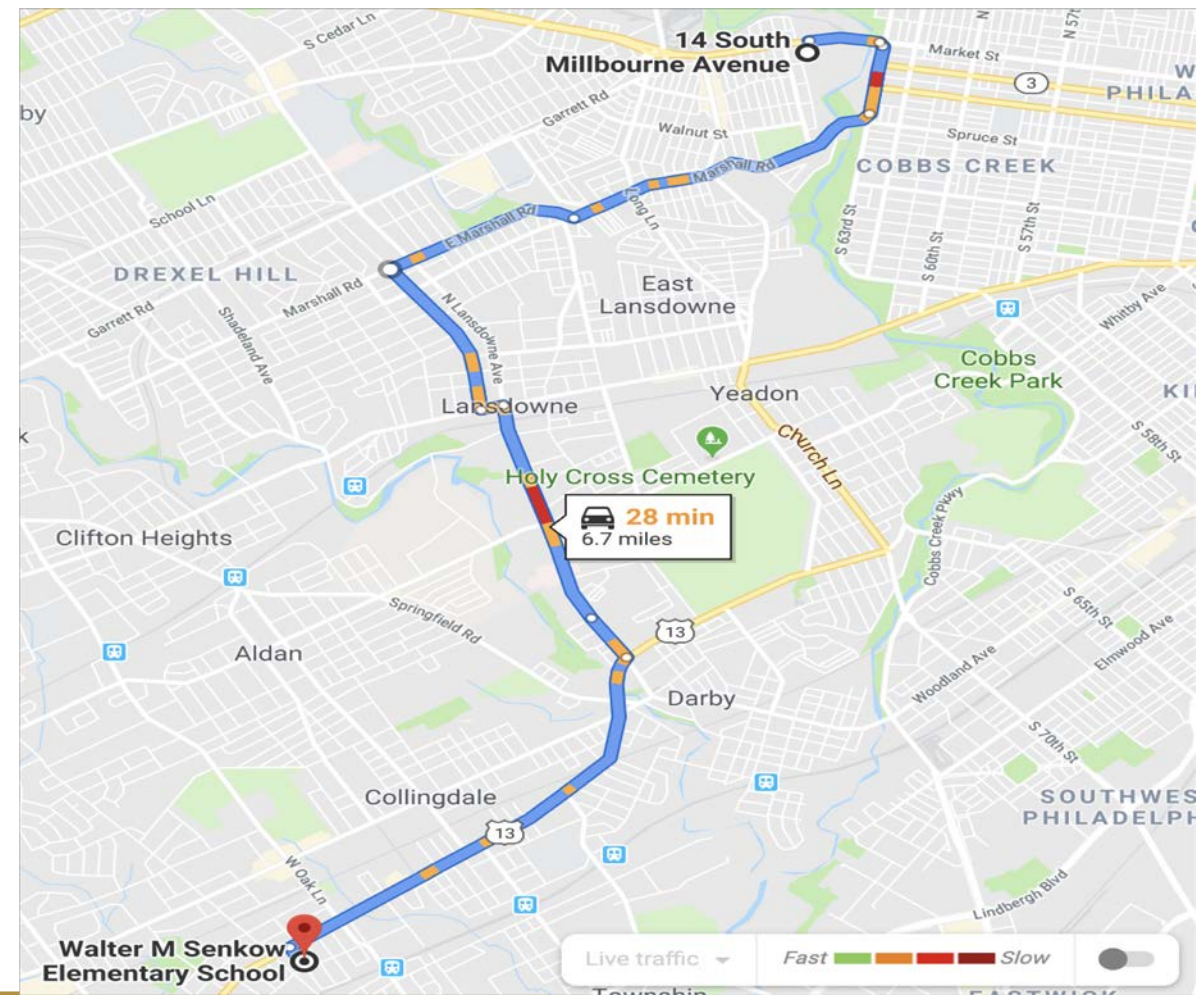 S Cedar Ln
14 South
Millbourne Avenue
Market St
N
N 57t
W
PHILA
3
by
Garrett Rd
Walnut St
Spruce St
COBBS CREEK
Marshall Rd
Long Ln
School Ln
E Marshall Rd
S 63rd St
S 60th St
S 57th St
DREXEL HILL
Marshall Rd
East
Lansdowne
Garrett Rd
Shadeland Ave
N Lansdowne Ave
Whitby Ave
Cobbs
Creek Park
Lansdowne
Yeadon
KI
k
Church Ln
S 58th St
Holy Cross Cemetery
28 min
6.7 miles
Clifton Heights
Cobbs Creek Pkwy
Springfield Rd
S 65th St
13
Elmwood Ave
Aldan
Woodland Ave
Darby
S 70th St
Collingdale
SOUTHWES
PHILADELPH
13
W Oak Ln
Lindbergh Blvd
Walter M Senkow
Elementary School
Live traffic
Fast
Slow
Township
EASTWICK